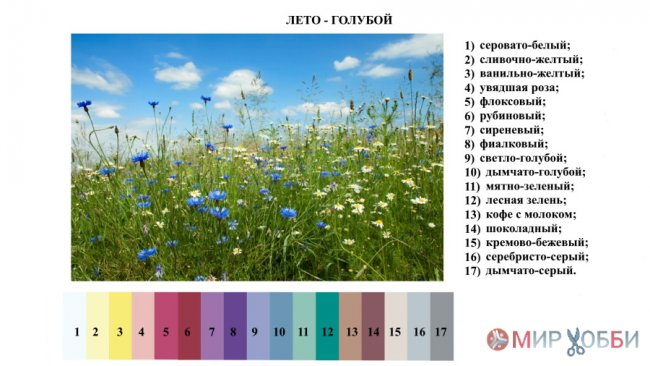 ЛЕТО - ГОЛУБОЙ
1) серовато-белый;
2) сливочно-желтый;
3) ванильно-желтый;
4) увядшая роза;
5) флоксовый;
6) рубиновый;
7) сиреневый;
8) фиалковый;
9) светло-голубой;
10) дымчато-голубой;
11) мятно-зеленый;
12) лесная зелень;
13) кофе с молоком;
14) шоколадный;
15) кремово-бежевый;
16) серебристо-серый;
17) дымчато-серый.
1 2 3 4 5 6 7 8 9 10 11 12 13 14 15 16 17
МИР ХОББИ